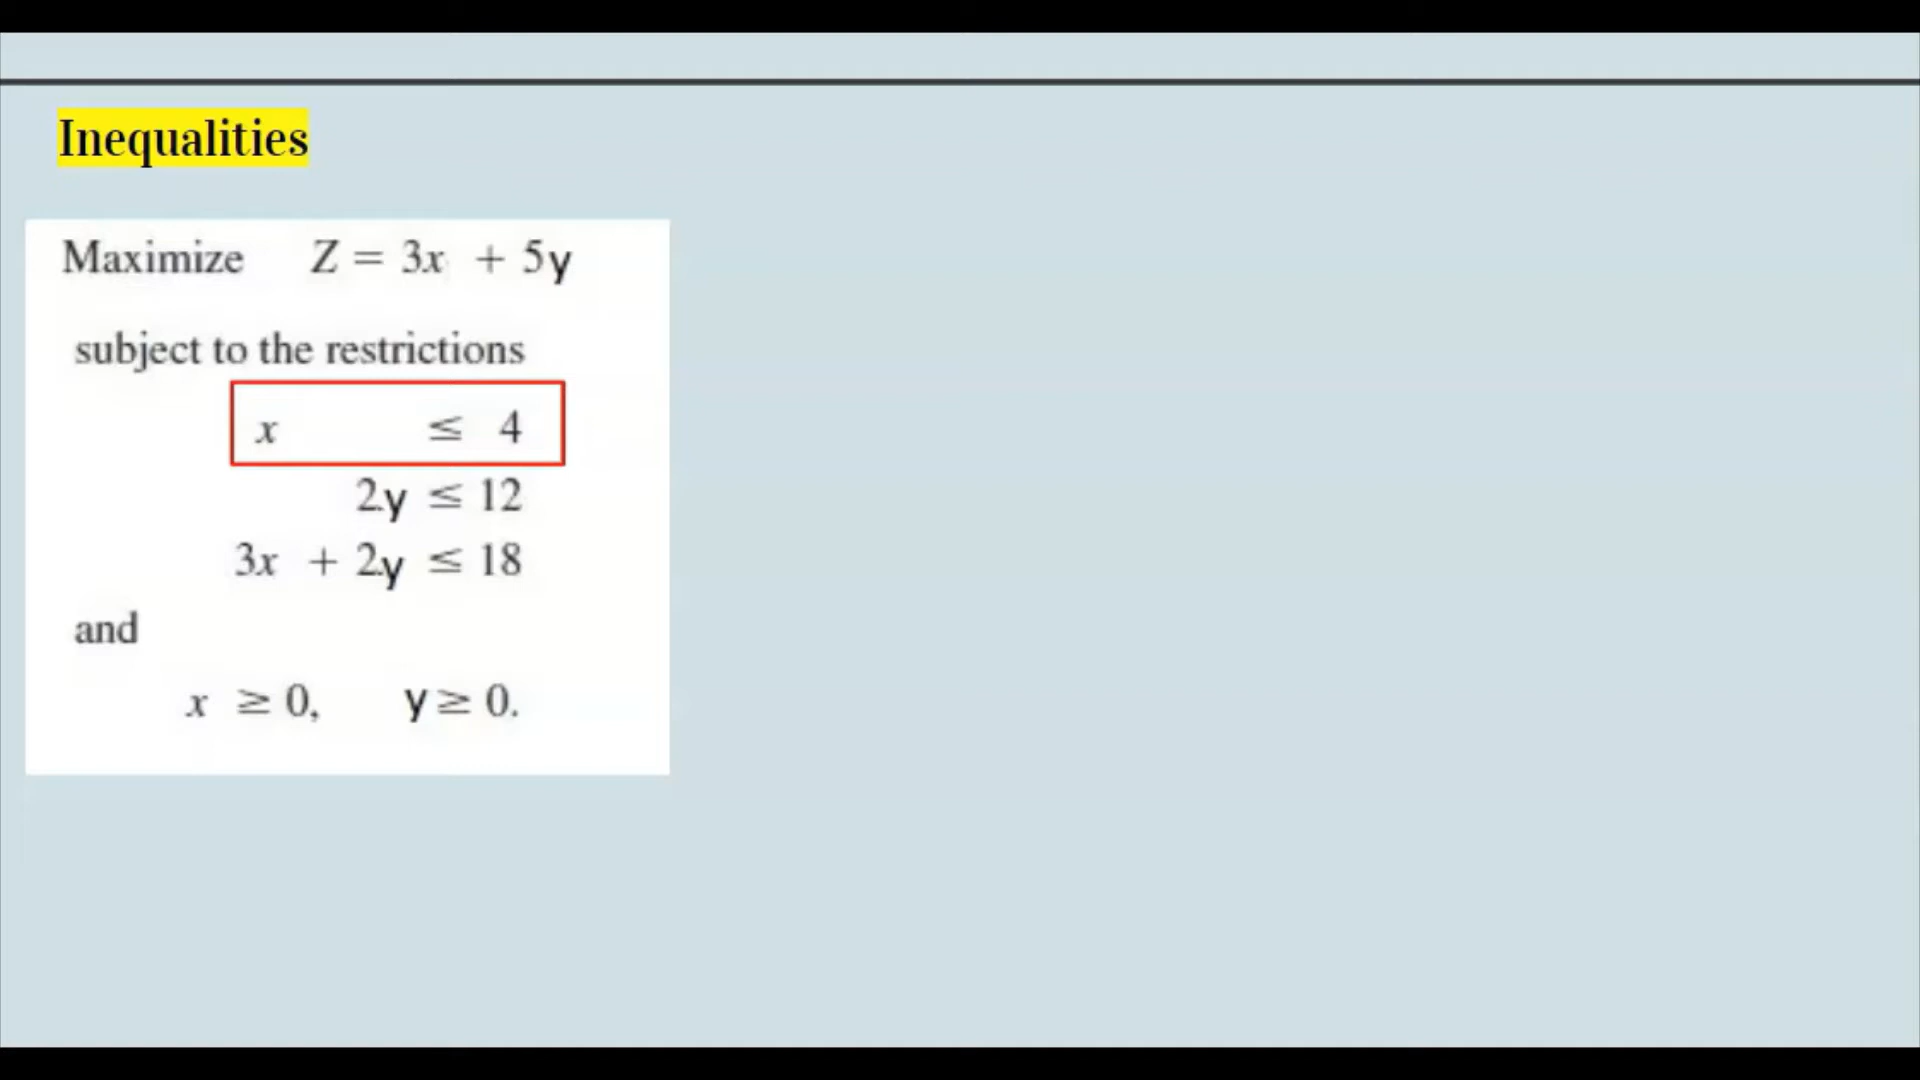 Inequalities
Maximize Z = 3x + 5y
subject to the restrictions
x ≤ 4
2y ≤ 12
3x + 2y ≤ 18
and
x ≥ 0, y ≥ 0.